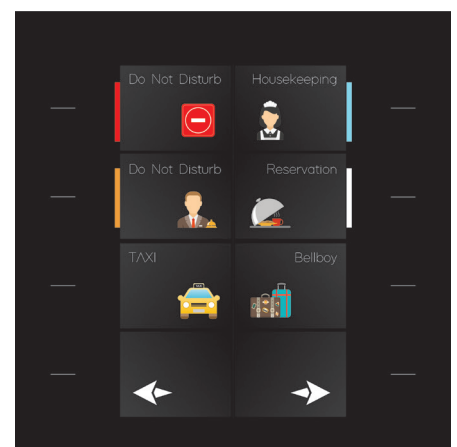 Do Not Disturb
Housekeeping
Do Not Disturb
Reservation
TAXI
Bellboy